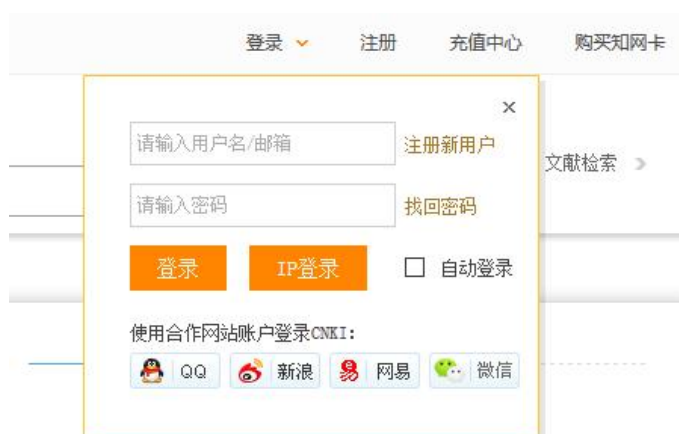 登录 注册 充值中心 购买知网卡
×
请输入用户名/邮箱 注册新用户
文献检索
请输入密码 找回密码
登录 IP登录 自动登录
使用合作网站账户登录CNKI:
QQ 新浪 网易 微信